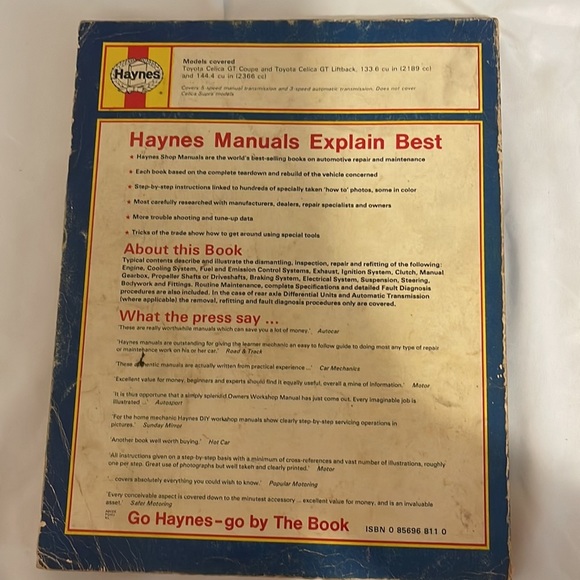 Haynes
Models covered
Toyota Celica GT Coupe and Toyota Celica GT Liftback, 133.6 cu in (2189 cc)
and 144.4 cu in (2366 cc)
Covers 5-speed manual transmission and 3-speed automatic transmission. Does not cover
Celica Supra models
Haynes Manuals Explain Best
★ Haynes Shop Manuals are the world's best-selling books on automotive repair and maintenance
★ Each book based on the complete teardown and rebuild of the vehicle concerned
★ Step-by-step instructions linked to hundreds of specially taken 'how to' photos, some in color
★ Most carefully researched with manufacturers, dealers, repair specialists and owners
★ More trouble shooting and tune-up data
★ Tricks of the trade show how to get around using special tools
About this Book
Typical contents describe and illustrate the dismantling, inspection, repair and refitting of the following:
Engine, Cooling System, Fuel and Emission Control Systems, Exhaust, Ignition System, Clutch, Manual
Gearbox, Propeller Shafts or Driveshafts, Braking System, Electrical System, Suspension, Steering,
Bodywork and Fittings. Routine Maintenance, complete Specifications and detailed Fault Diagnosis
procedures are also included. In the case of rear axle Differential Units and Automatic Transmission
(where applicable) the removal, refitting and fault diagnosis procedures only are covered.
What the press say ...
'These are really worthwhile manuals which can save you a lot of money.' Autocar
'Haynes manuals are outstanding for giving the learner mechanic an easy to follow guide to doing most any type of repair
or maintenance work on his or her car.' Road & Track
'These manuals are actually written from practical experience ...' Car Mechanics
'Excellent value for money, beginners and experts should find it equally useful, overall a mine of information.' Motor
'It is thus opportune that a simply splendid Owners Workshop Manual has just come out. Every imaginable job is
illustrated ...' Autosport
'For the home mechanic Haynes DIY workshop manuals show clearly step-by-step servicing operations in
pictures.' Sunday Mirror
'Another book well worth buying.' Hot Car
'All instructions given on a step-by-step basis with a minimum of cross-references and vast number of illustrations, roughly
one per step. Great use of photographs but well taken and clearly printed.' Motor
'... covers absolutely everything you could wish to know.' Popular Motoring
'Every conceivable aspect is covered down to the minutest accessory ... excellent value for money, and is an invaluable
asset.' Safer Motoring
Go Haynes-go by The Book
ISBN 0 85696 811 0